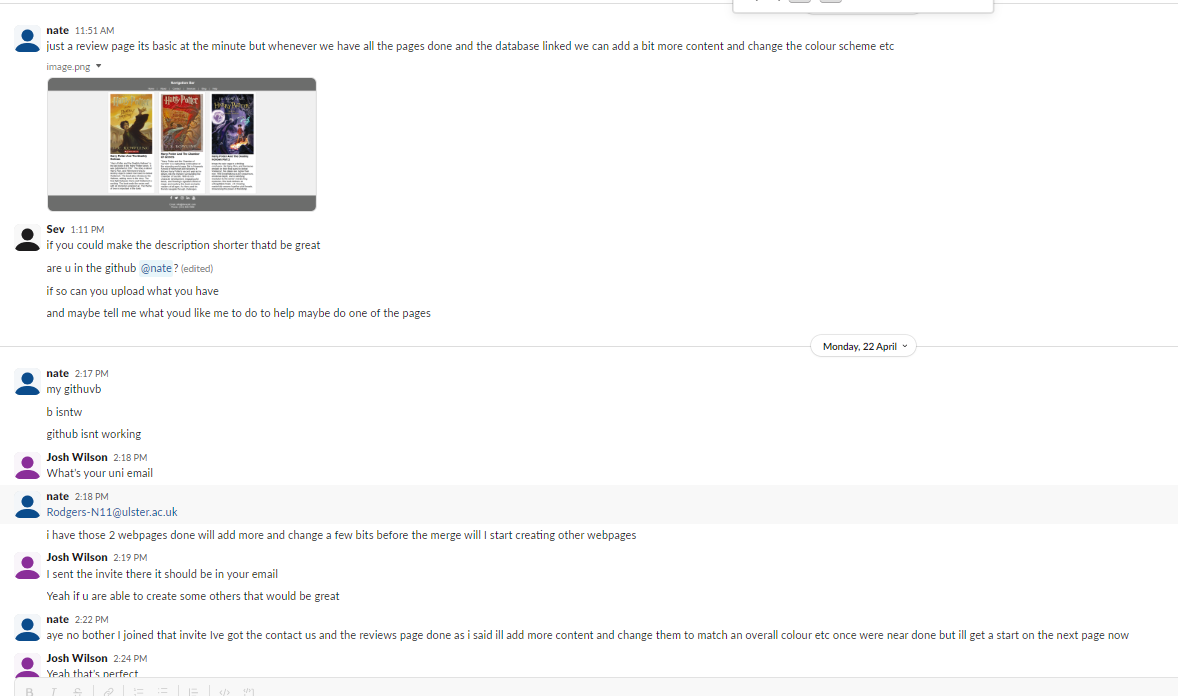 nate 11:51 AM
just a review page its basic at the minute but whenever we have all the pages done and the database linked we can add a bit more content and change the colour scheme etc
image.png
Navigation Bar
Harry Potter
Sev 1:11 PM
if you could make the description shorter thatd be great
are u in the github @nate? (edited)
if so can you upload what you have
and maybe tell me what youd like me to do to help maybe do one of the pages
Monday, 22 April
nate 2:17 PM
my githuvb
b isntw
github isnt working
Josh Wilson 2:18 PM
What's your uni email
nate 2:18 PM
Rodgers-N11@ulster.ac.uk
i have those 2 webpages done will add more and change a few bits before the merge will I start creating other webpages
Josh Wilson 2:19 PM
I sent the invite there it should be in your email
Yeah if u are able to create some others that would be great
nate 2:22 PM
aye no bother I joined that invite Ive got the contact us and the reviews page done as i said ill add more content and change them to match an overall colour etc once were near done but ill get a start on the next page now
Josh Wilson 2:24 PM
Yeah that's perfect